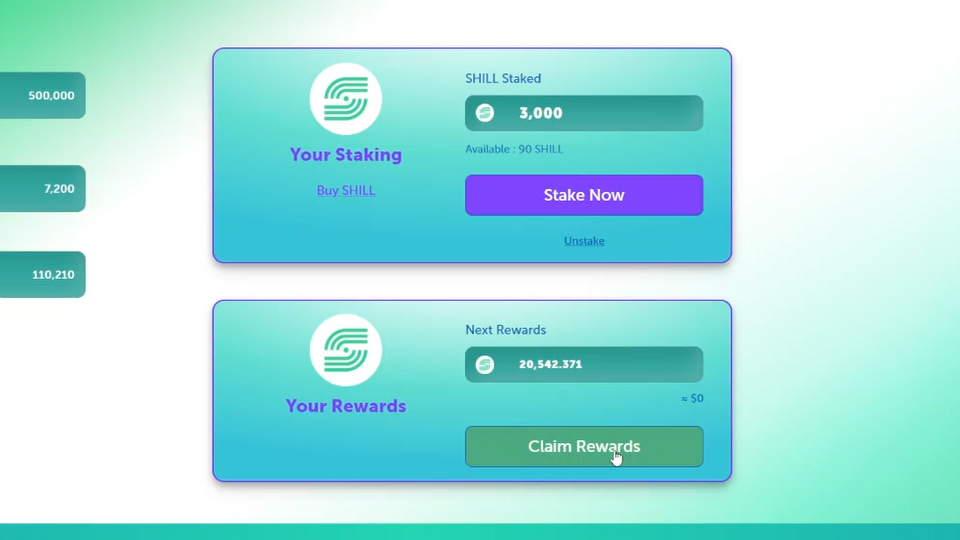 500,000
7,200
110,210
Your Staking
Buy SHILL
SHILL Staked
3,000
Available : 90 SHILL
Stake Now
Unstake
Your Rewards
Next Rewards
20,542.371
≈ $0
Claim Rewards